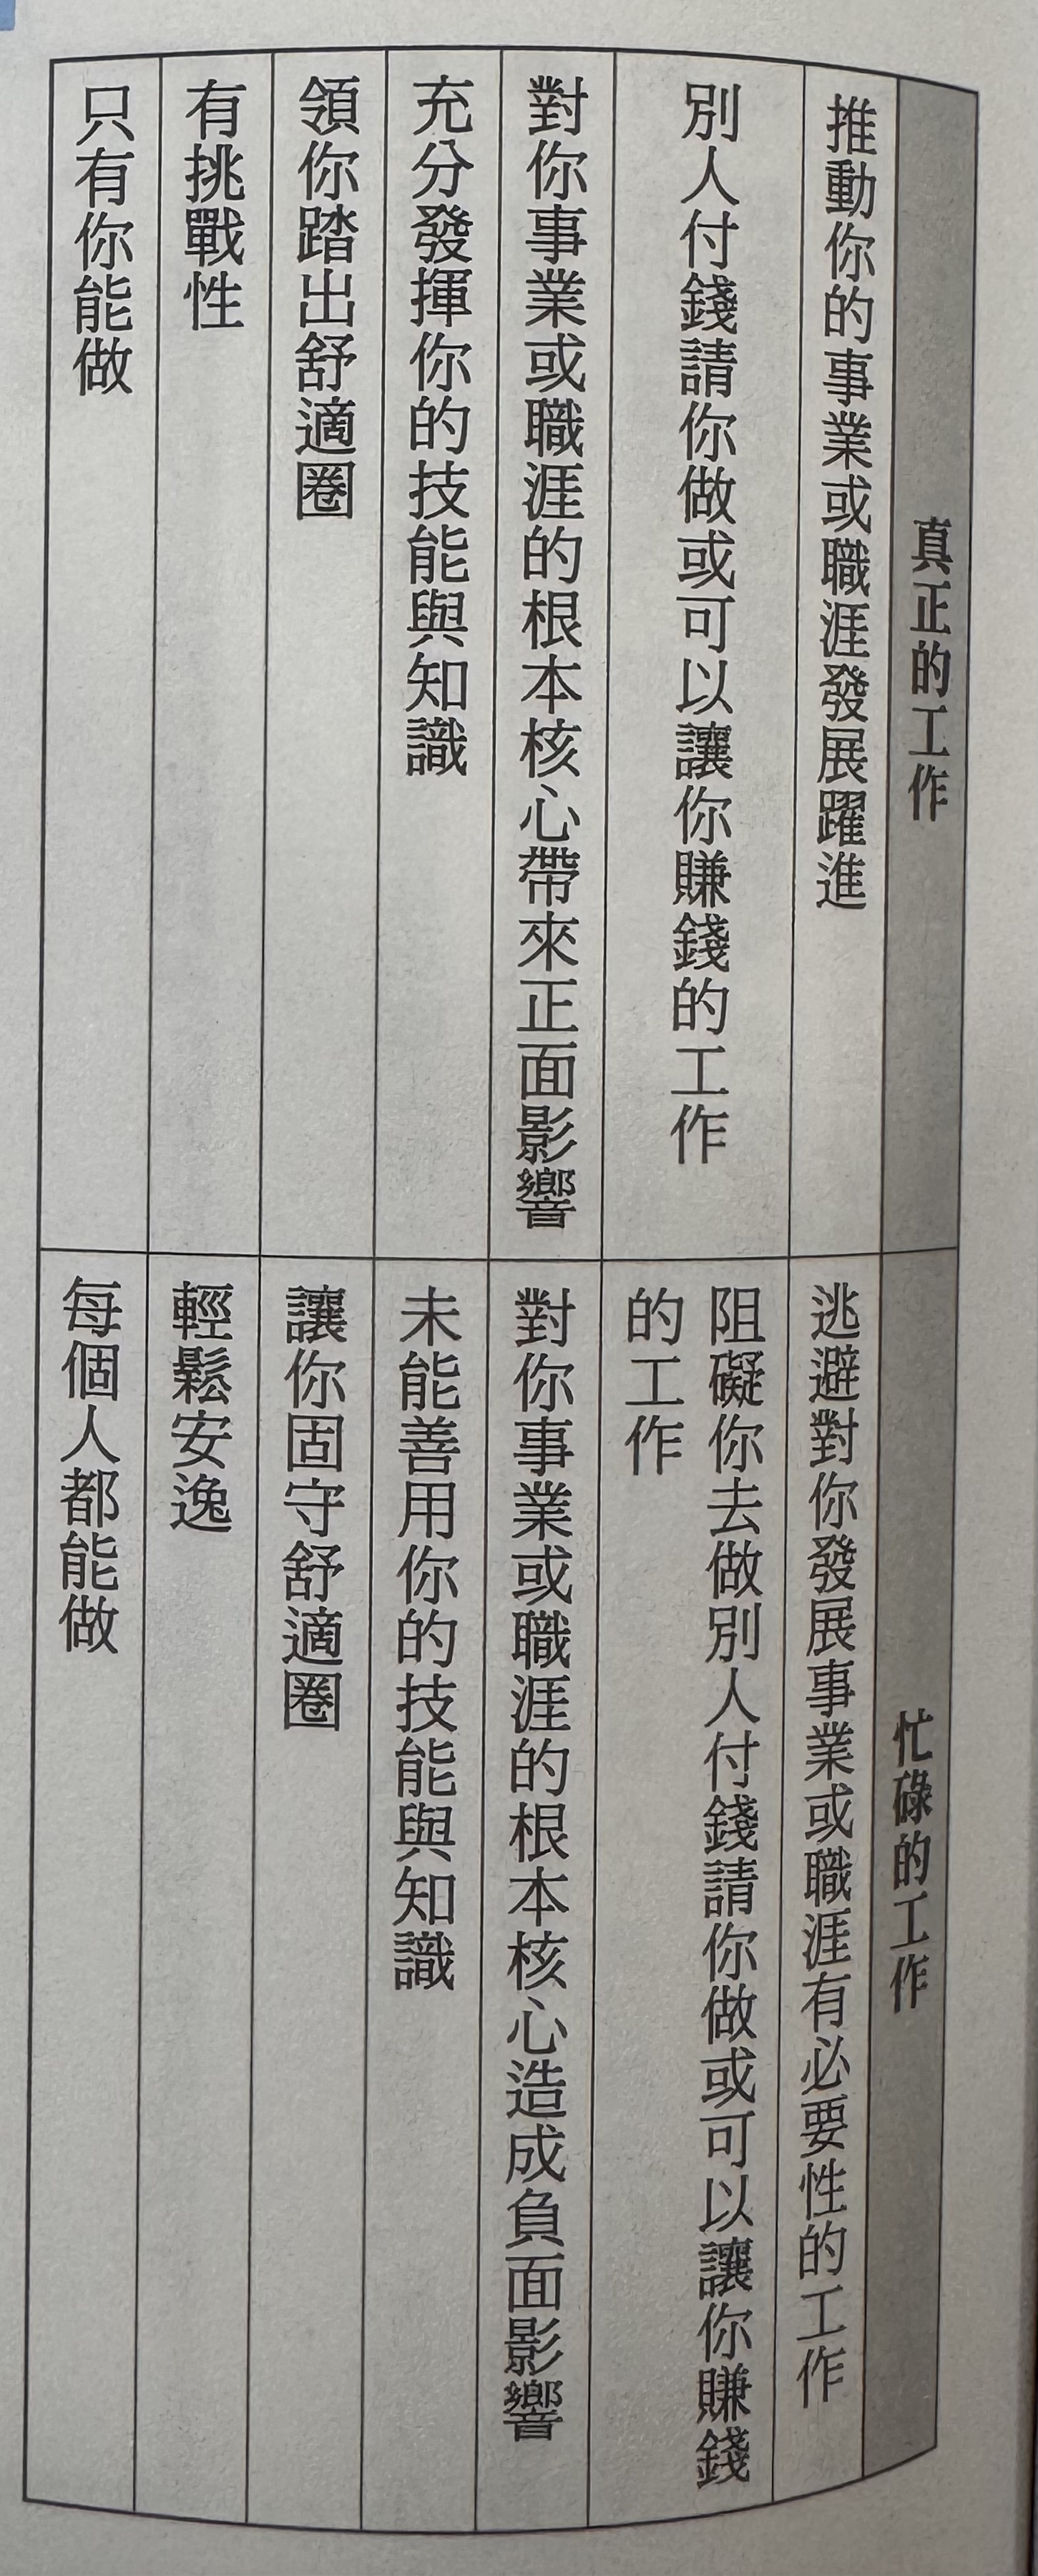 真正的工作
忙碌的工作
推動你的事業或職涯發展躍進
逃避對你發展事業或職涯有必要性的工作
別人付錢請你做或可以讓你賺錢的工作
阻礙你去做別人付錢請你做或可以讓你賺錢
的工作
對你事業或職涯的根本核心帶來正面影響
對你事業或職涯的根本核心造成負面影響
充分發揮你的技能與知識
未能善用你的技能與知識
領你踏出舒適圈
讓你固守舒適圈
有挑戰性
輕鬆安逸
只有你能做
每個人都能做